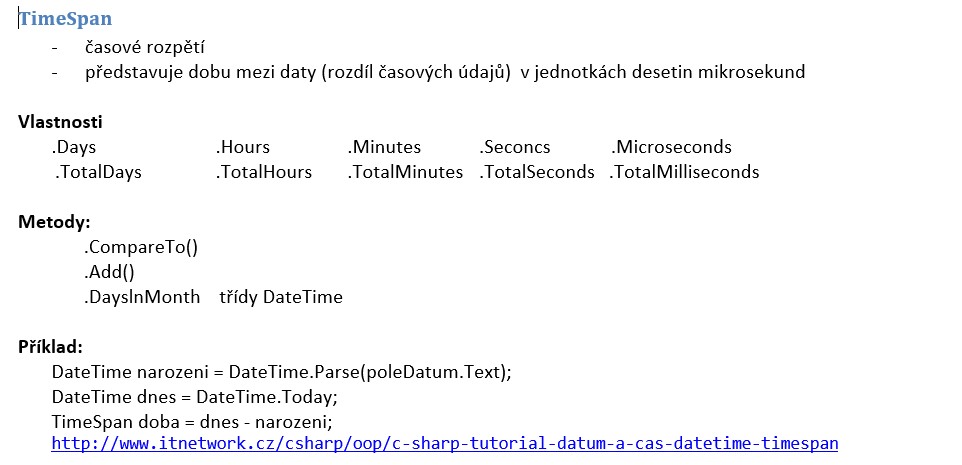 TimeSpan
- časové rozpětí
- představuje dobu mezi daty (rozdíl časových údajů) v jednotkách desetin mikrosekund
Vlastnosti
.Days .Hours .Minutes .Seconcs .Microseconds
.TotalDays .TotalHours .TotalMinutes .TotalSeconds .TotalMilliseconds
Metody:
.CompareTo()
.Add()
.DaysInMonth třídy DateTime
Příklad:
DateTime narozeni = DateTime.Parse(poleDatum.Text);
DateTime dnes = DateTime.Today;
TimeSpan doba = dnes - narozeni;
http://www.itnetwork.cz/csharp/oop/c-sharp-tutorial-datum-a-cas-datetime-timespan